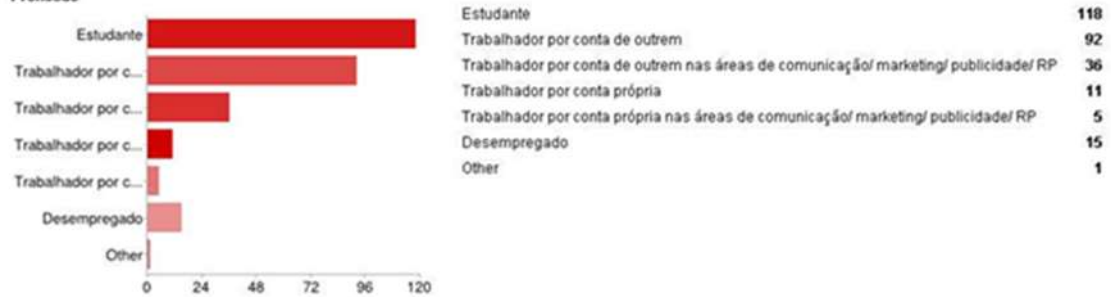 Estudante
Trabalhador por c...
Trabalhador por c...
Trabalhador por c...
Trabalhador por c...
Desempregado
Other
0 24 48 72 96 120
Estudante 118
Trabalhador por conta de outrem 92
Trabalhador por conta de outrem nas áreas de comunicação/ marketing/ publicidade/ RP 36
Trabalhador por conta própria 11
Trabalhador por conta própria nas áreas de comunicação/ marketing/ publicidade/ RP 5
Desempregado 15
Other 1